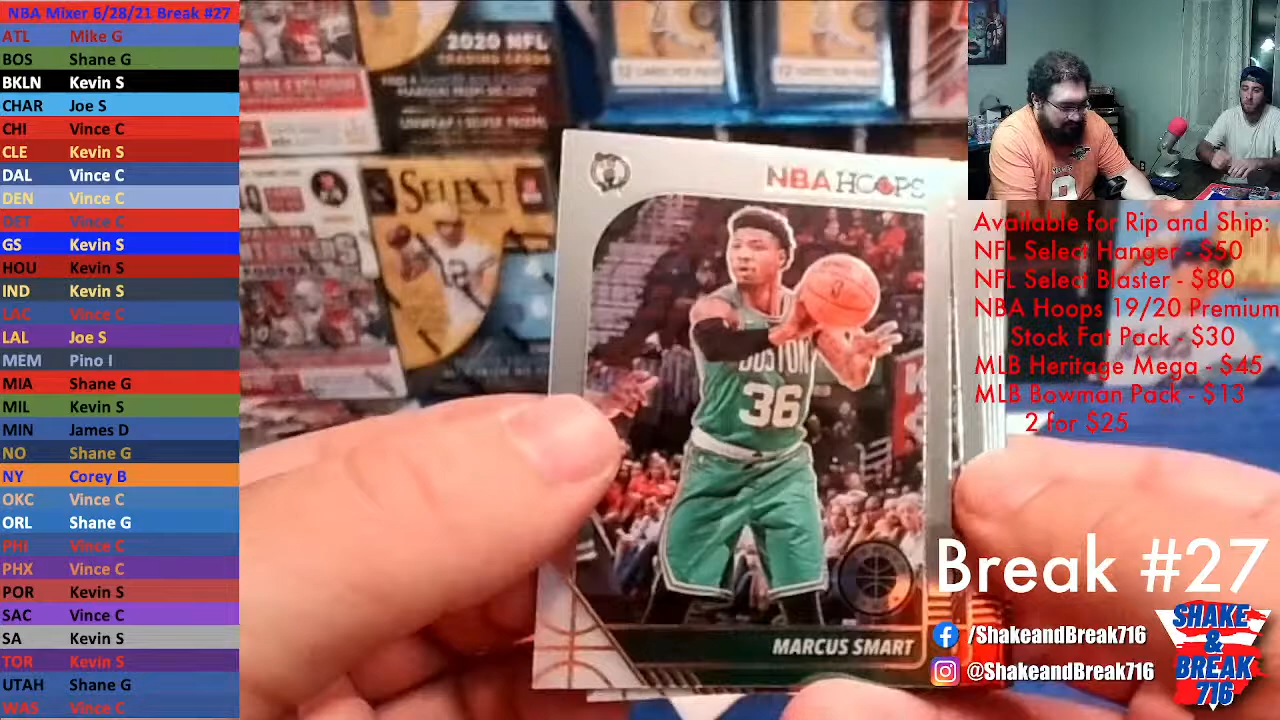 NBA Mixer 6/28/21 Break #27
ATL Mike G
BOS Shane G
BKLN Kevin S
CHAR Joe S
CHI Vince C
CLE Kevin S
DAL Vince C
DEN Vince C
DET Vince C
GS Kevin S
HOU Kevin S
IND Kevin S
LAC Vince C
LAL Joe S
MEM Pino I
MIA Shane G
MIL Kevin S
MIN James D
NO Shane G
NY Corey B
OKC Vince C
ORL Shane G
PHI Vince C
PHX Vince C
POR Kevin S
SAC Vince C
SA Kevin S
TOR Kevin S
UTAH Shane G
WAS Vince C
2020 NFL
TRADING CARDS
SELECT
NBA HOOPS
BOSTON
36
MARCUS SMART
Available for Rip and Ship:
NFL Select Hanger - $50
NFL Select Blaster - $80
NBA Hoops 19/20 Premium
Stock Fat Pack - $30
MLB Heritage Mega - $45
MLB Bowman Pack - $13
2 for $25
Break #27
/ShakeandBreak716
@ShakeandBreak716
SHAKE
&
BREAK
716